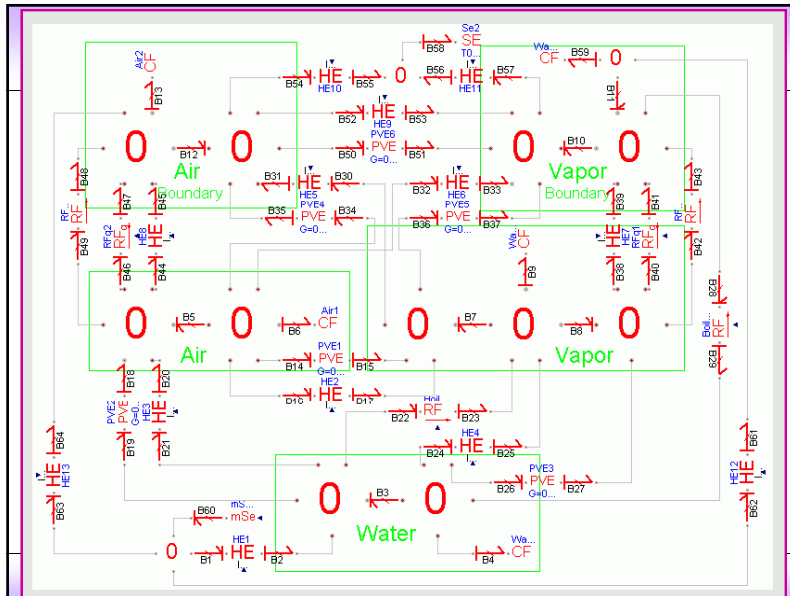 Se2
B58
SE
T0...
Wa...
B59
CF
0
Air2
CF
I...
B54
HE
B55
HE10
0
B56
HE
B57
I...
HE11
B13
B11
B52
HE
B53
HE9
PVE6
B50
PVE
B51
G=0...
0
B12
0
0
B10
0
Air
Boundary
Vapor
Boundary
I...
B31
HE
B30
HE5
PVE4
B35
PVE
B34
G=0...
I...
B32
HE
B33
HE6
PVE5
B36
PVE
B37
G=0...
B48
RF
B49
B47
RFq2
RFq
B46
B45
HE8
HE
I...
B44
B39
HE
HE7
I...
B38
B41
RFq1
RFq
B40
B43
RF...
RF
B42
Wa...
CF
B9
0
B5
0
Air1
B6
CF
0
B7
0
B8
0
B28
Boil...
RF
B29
Air
Vapor
PVE1
B14
PVE
B15
G=0...
HE2
B16
HE
B17
I...
B18
PVE2
PVE
G=0...
B19
B20
HE3
HE
I...
B21
B22
RF
B23
HE4
B24
HE
B25
I...
PVE3
B26
PVE
B27
G=0...
B64
I...
HE
HE13
B63
B61
HE12
HE
I...
B62
0
B3
0
Water
mS...
B60
mSe
0
B1
HE
B2
HE1
I...
Wa...
B4
CF